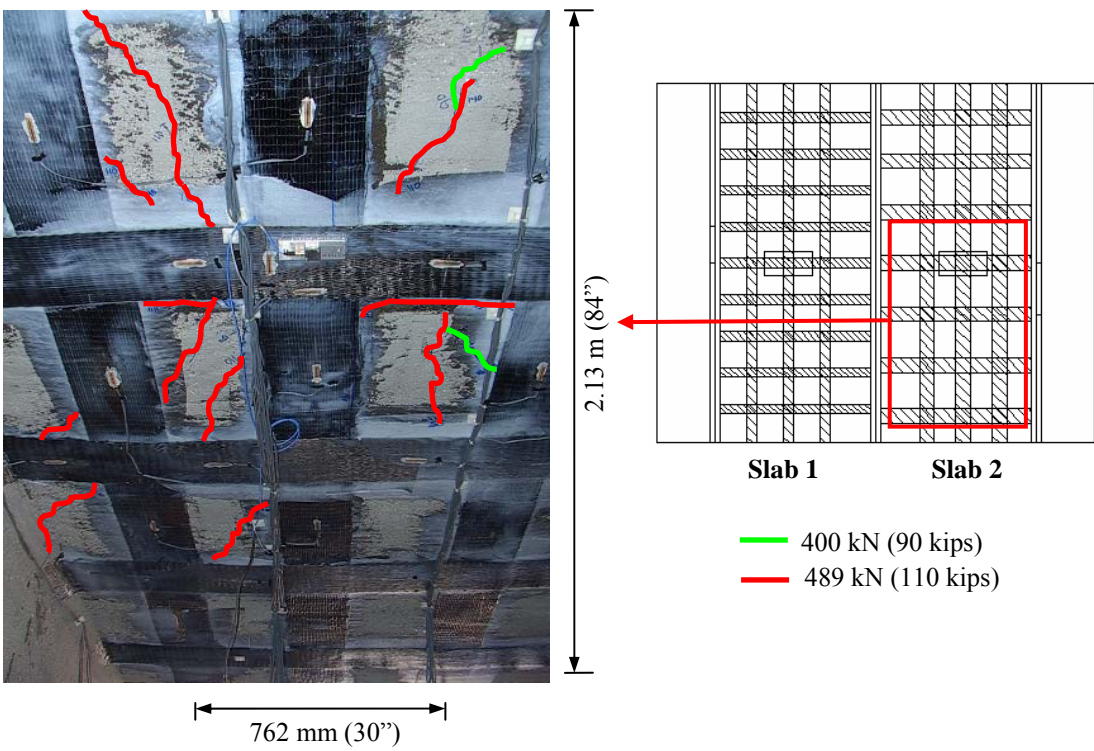 2.13 m (84”)
762 mm (30”)
Slab 1
Slab 2
400 kN (90 kips)
489 kN (110 kips)